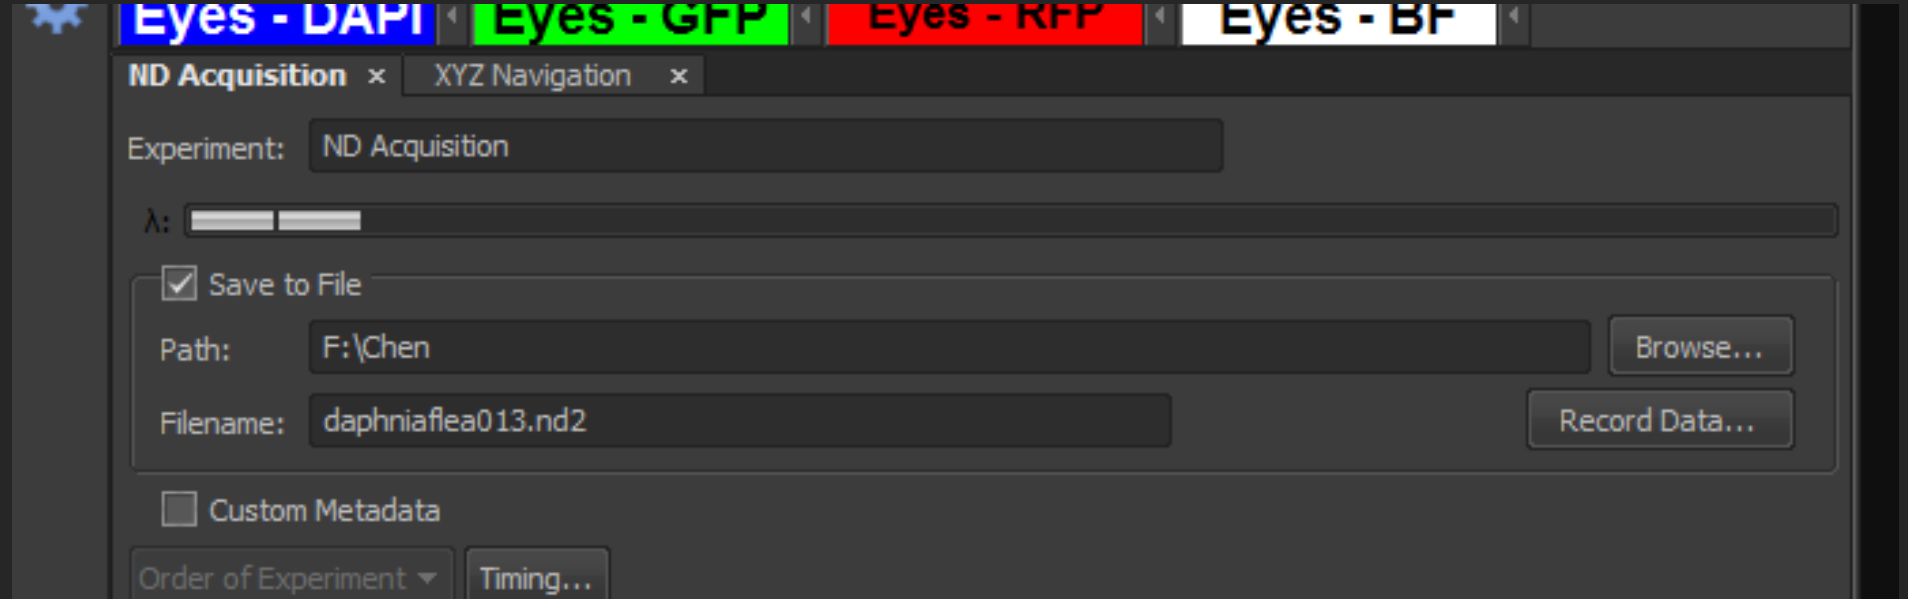 Eyes - DAPI Eyes - GFP Eyes - RFP Eyes - BF
ND Acquisition × XYZ Navigation ×
Experiment: ND Acquisition
λ:
Save to File
Path: F:\Chen Browse...
Filename: daphniaflea013.nd2 Record Data...
Custom Metadata
Order of Experiment Timing...